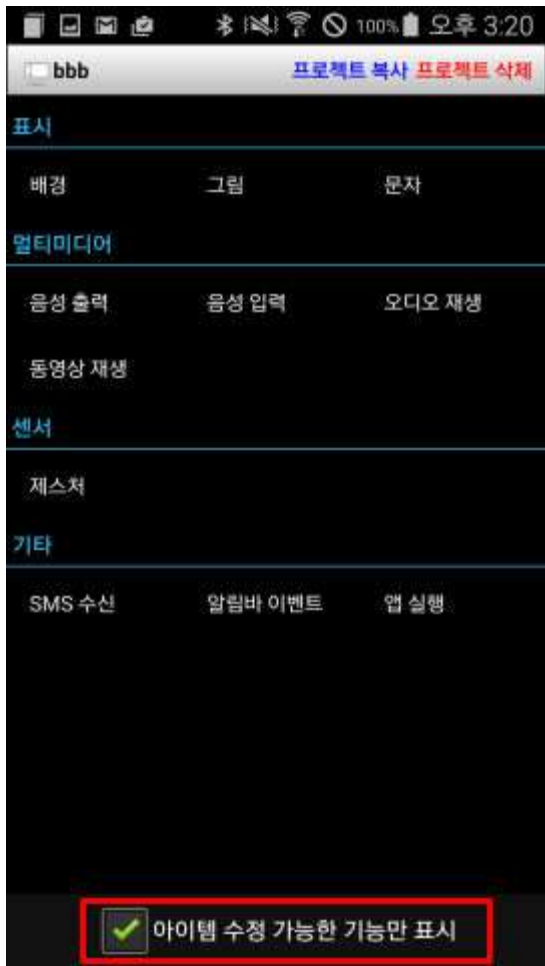 100% 오후 3:20
bbb 프로젝트 복사 프로젝트 삭제
표시
배경 그림 문자
멀티미디어
음성 출력 음성 입력 오디오 재생
동영상 재생
센서
제스처
기타
SMS 수신 알림바 이벤트 앱 실행
아이템 수정 가능한 기능만 표시